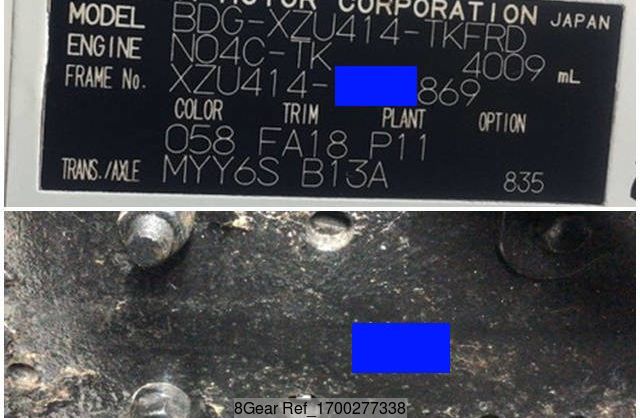 MOTOR CORPORATION JAPAN
MODEL BDG-XZU414-TKFRD
ENGINE N04C-TK 4009 mL
FRAME No. XZU414- 869
COLOR TRIM PLANT OPTION
058 FA18 P11
TRANS./AXLE MYY6S B13A 835
8Gear Ref_1700277338